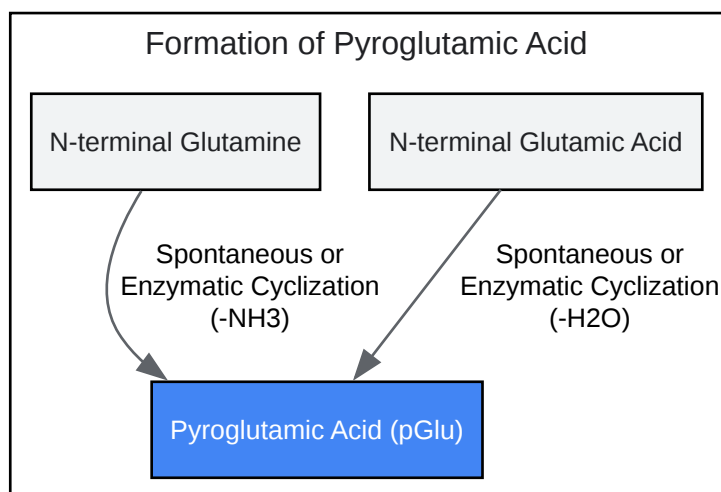 Formation of Pyroglutamic Acid
N-terminal Glutamine
N-terminal Glutamic Acid
Spontaneous or
Enzymatic Cyclization
(-NH3)
Spontaneous or
Enzymatic Cyclization
(-H2O)
Pyroglutamic Acid (pGlu)